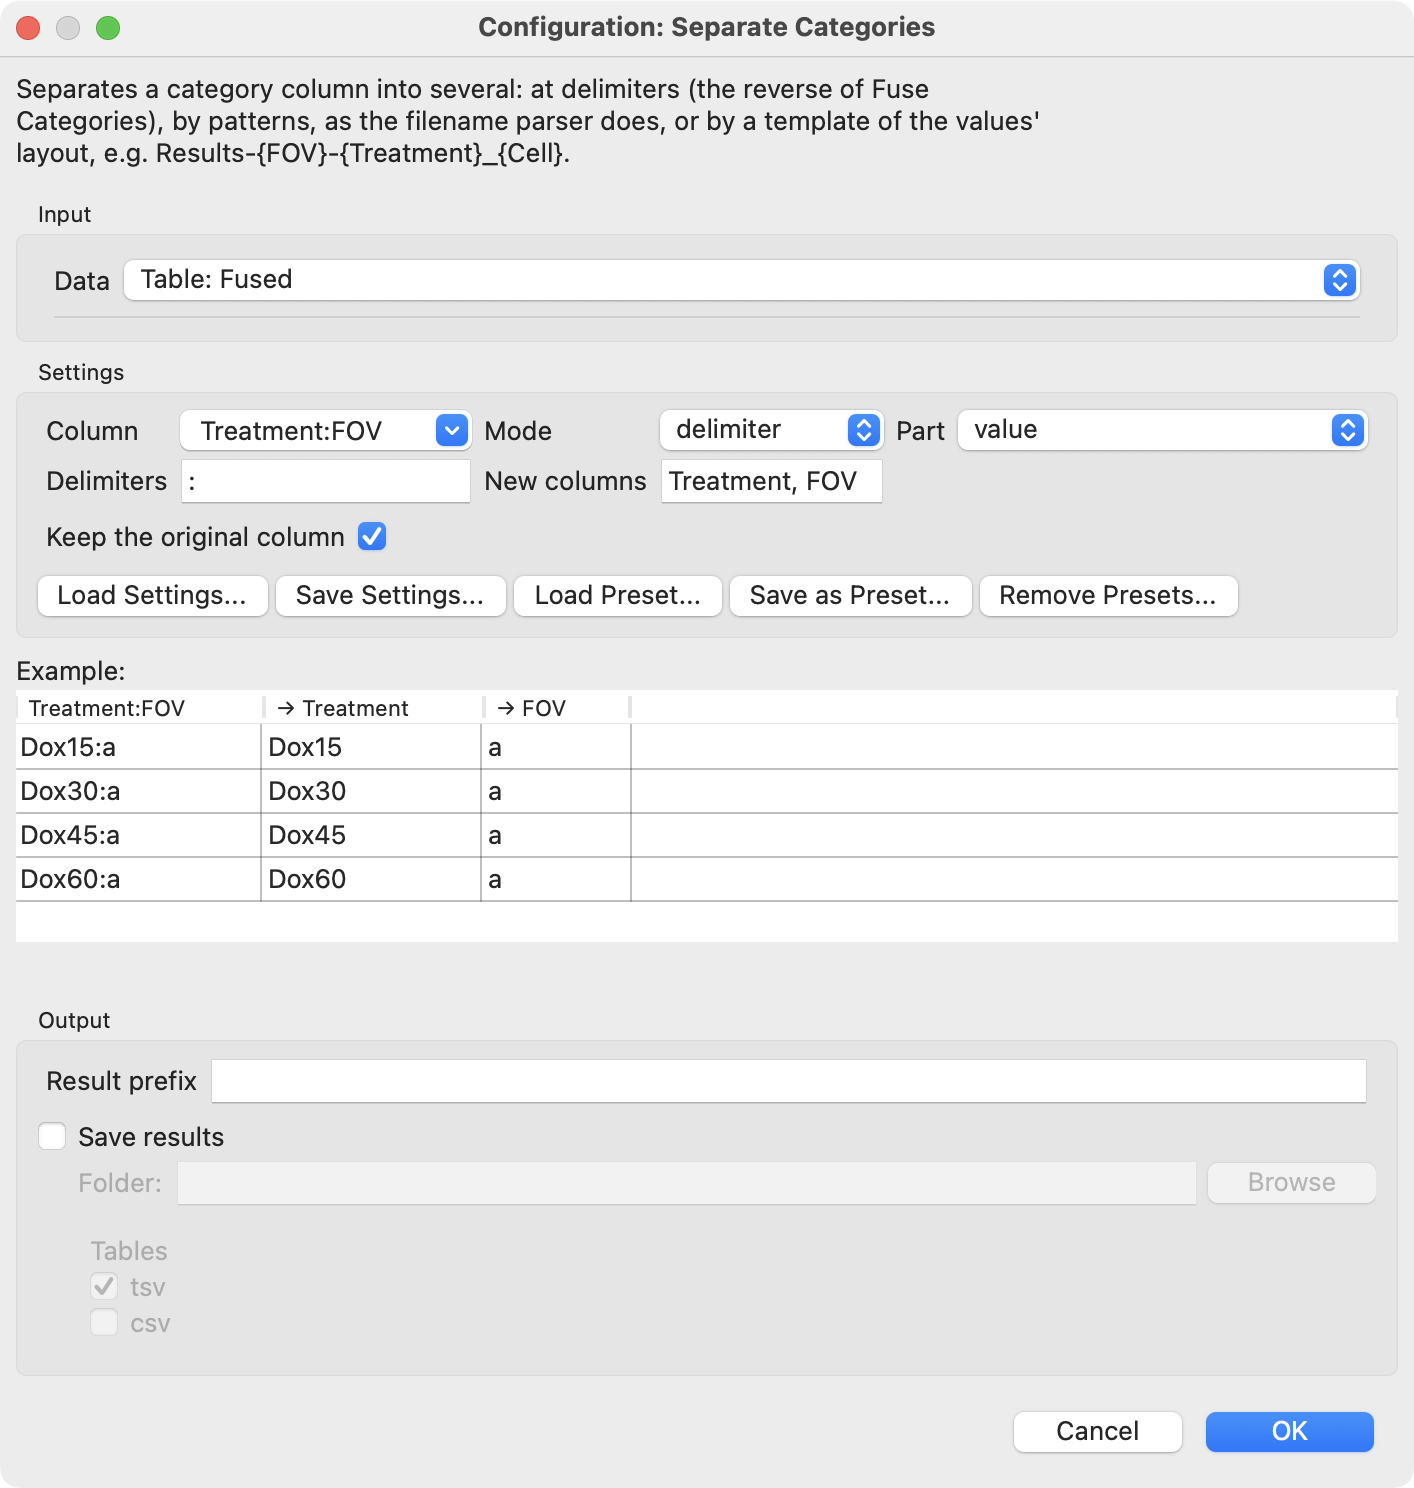 Configuration: Separate Categories
Separates a category column into several: at delimiters (the reverse of Fuse
Categories), by patterns, as the filename parser does, or by a template of the values'
layout, e.g. Results-{FOV}-{Treatment}_{Cell}.
Input
Data Table: Fused
Settings
Column Treatment:FOV Mode delimiter Part value
Delimiters : New columns Treatment, FOV
Keep the original column
Load Settings... Save Settings... Load Preset... Save as Preset... Remove Presets...
Example:
Treatment:FOV → Treatment → FOV
Dox15:a Dox15 a
Dox30:a Dox30 a
Dox45:a Dox45 a
Dox60:a Dox60 a
Output
Result prefix
Save results
Folder: Browse
Tables
tsv
csv
Cancel OK